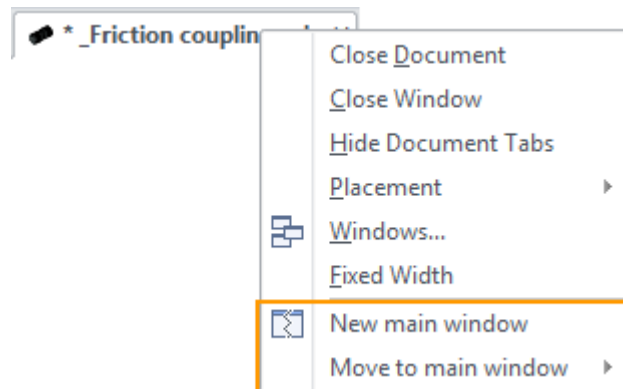 * _Friction coupling
Close Document
Close Window
Hide Document Tabs
Placement
Windows...
Fixed Width
New main window
Move to main window